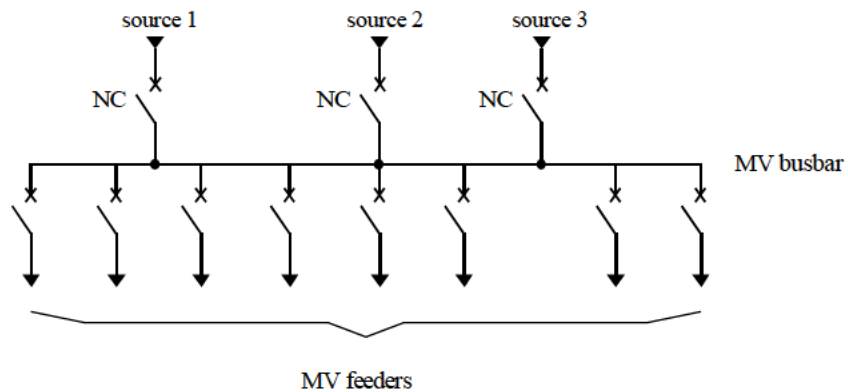 source 1 source 2 source 3
NC NC NC
MV busbar
MV feeders